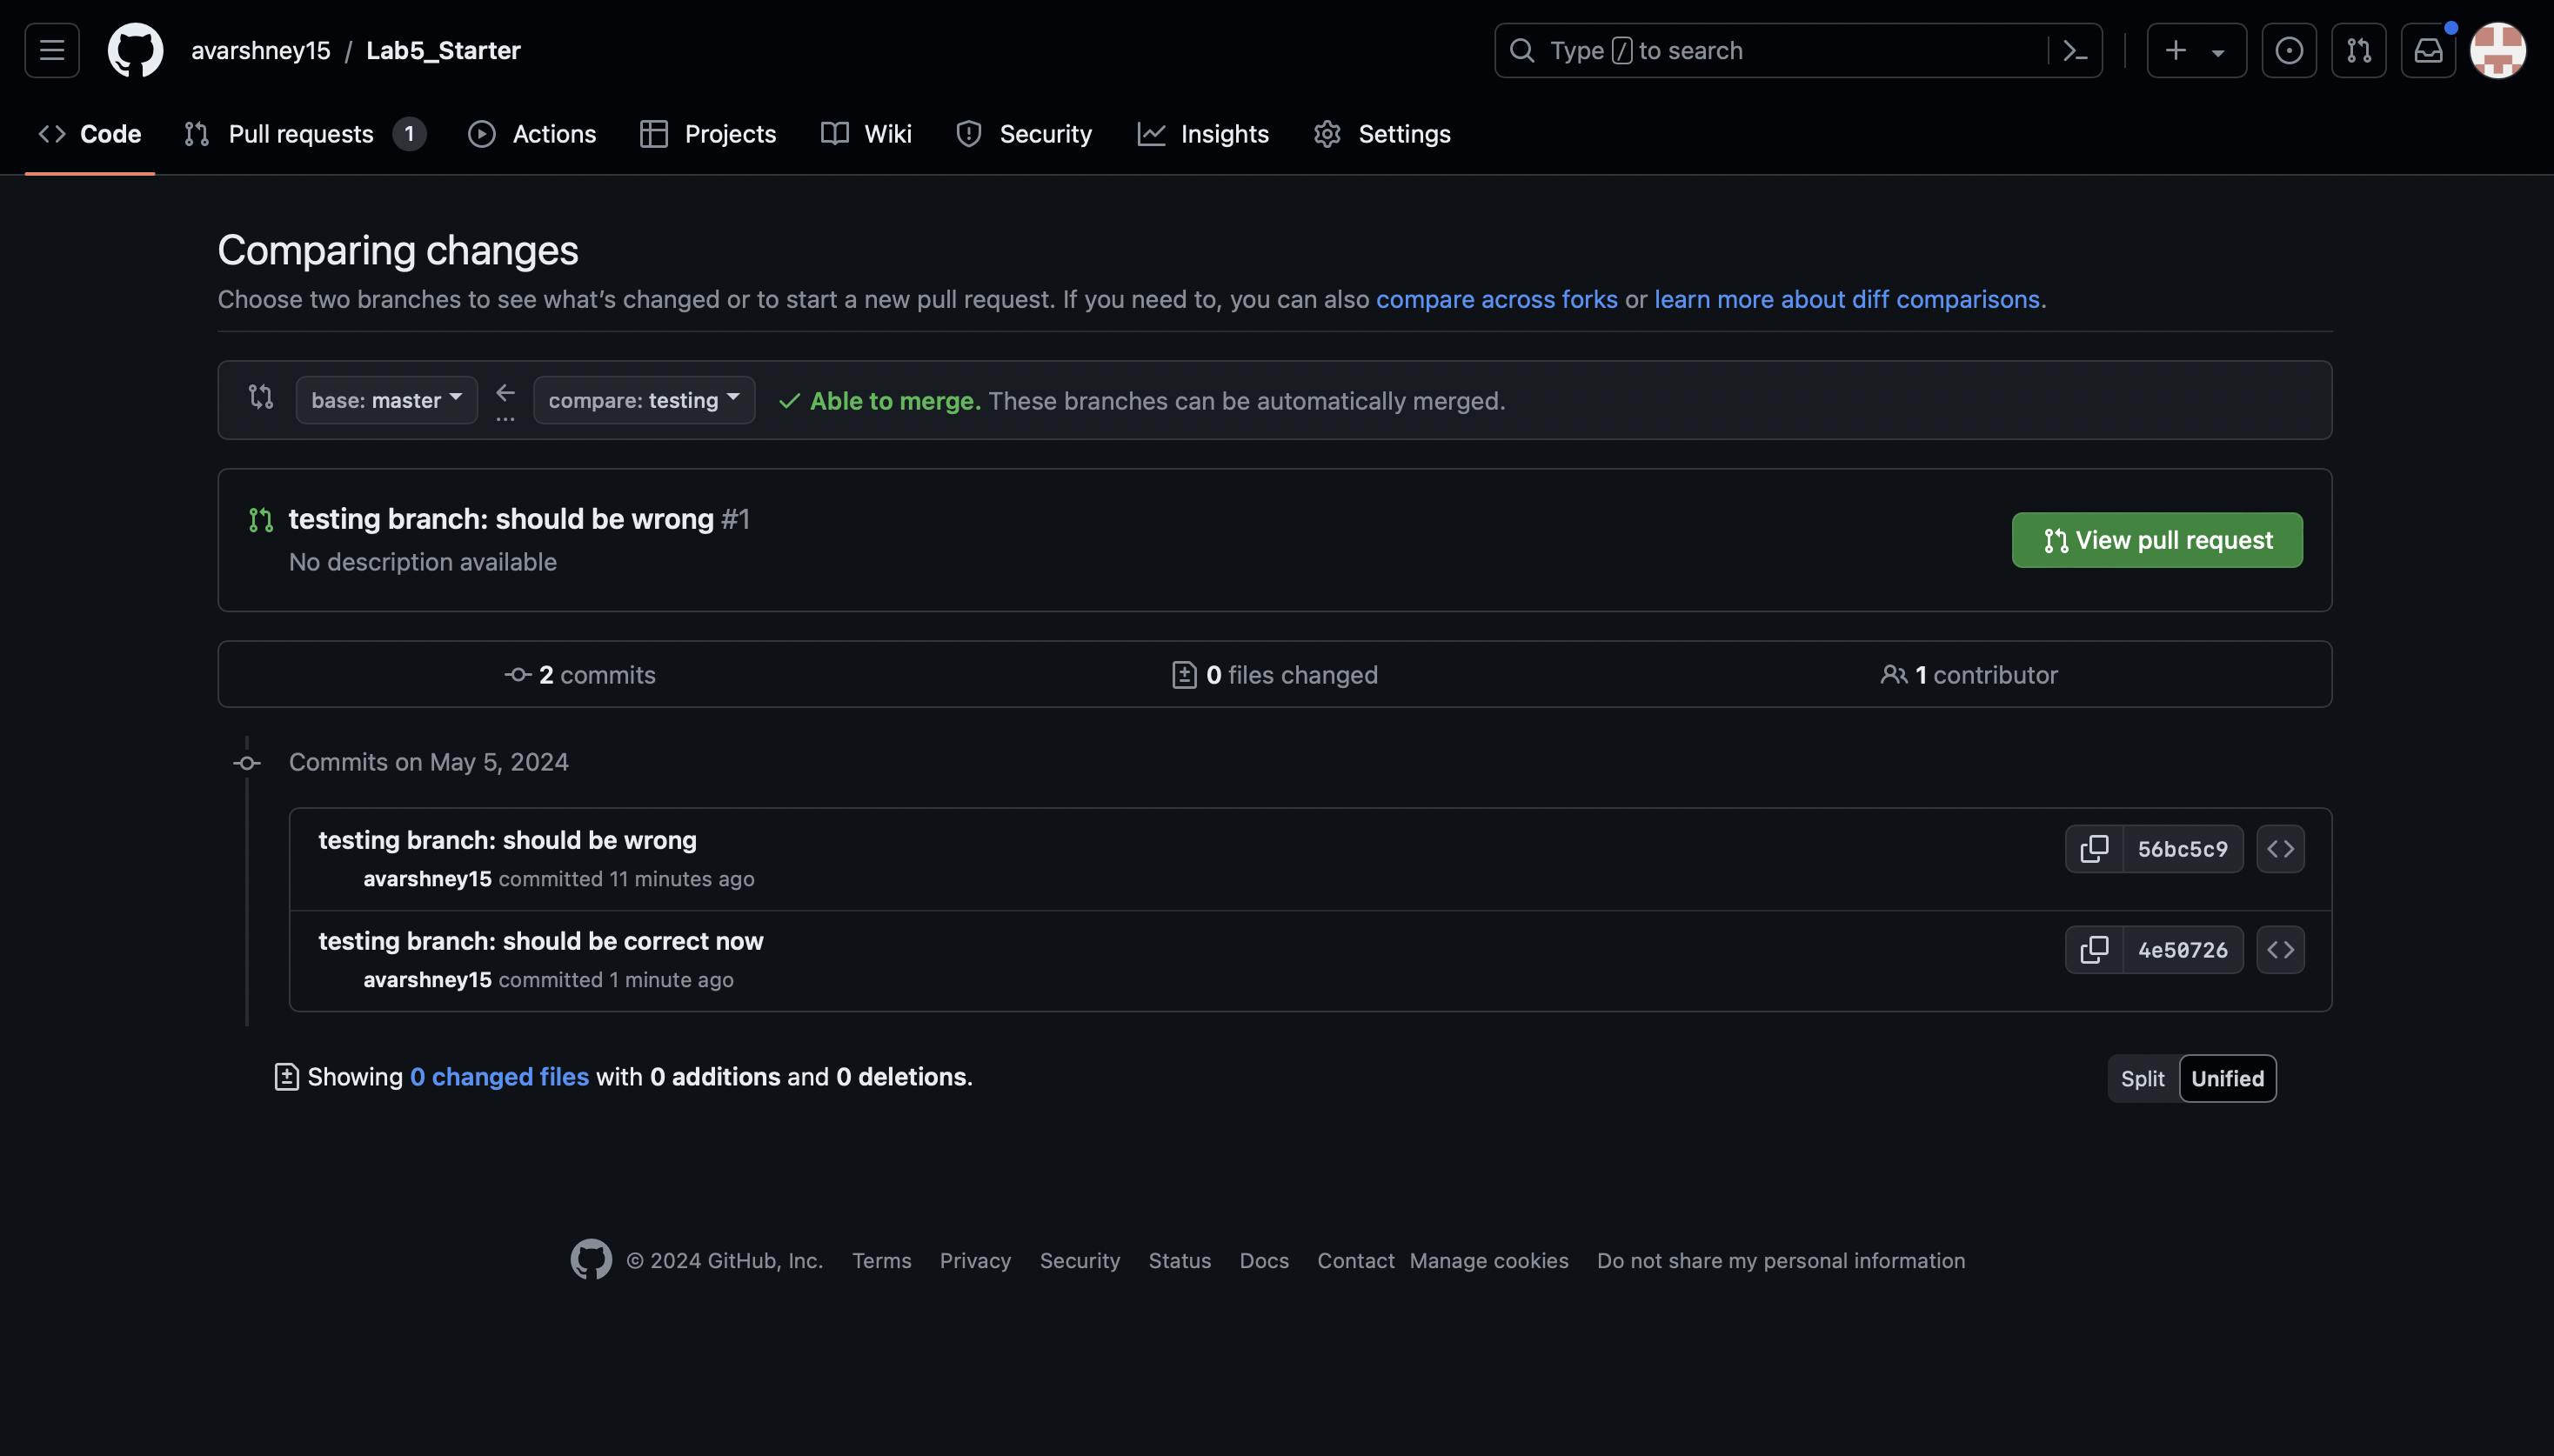 avarshney15 / Lab5_Starter
Type / to search
Code
Pull requests 1
Actions
Projects
Wiki
Security
Insights
Settings
Comparing changes
Choose two branches to see what’s changed or to start a new pull request. If you need to, you can also compare across forks or learn more about diff comparisons.
base: master
...
compare: testing
Able to merge. These branches can be automatically merged.
testing branch: should be wrong #1
No description available
View pull request
2 commits
0 files changed
1 contributor
Commits on May 5, 2024
testing branch: should be wrong
avarshney15 committed 11 minutes ago
56bc5c9
testing branch: should be correct now
avarshney15 committed 1 minute ago
4e50726
Showing 0 changed files with 0 additions and 0 deletions.
Split
Unified
© 2024 GitHub, Inc.
Terms
Privacy
Security
Status
Docs
Contact
Manage cookies
Do not share my personal information